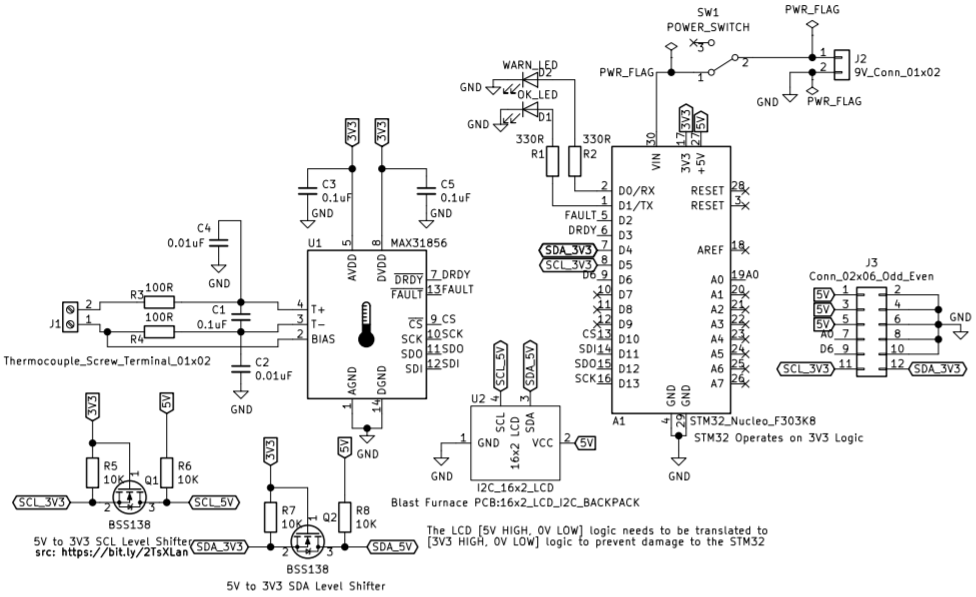 SW1
POWER_SWITCH
PWR_FLAG
3
2
1
PWR_FLAG
1
2
J2
9V_Conn_01x02
GND
PWR_FLAG
WARN_LED
D2
GND
OK_LED
D1
GND
330R
R1
330R
R2
30
VIN
17
3V3
3V3
27
+5V
5V
2
D0/RX
1
D1/TX
FAULT
5
D2
DRDY
6
D3
SDA_3V3
7
D4
SCL_3V3
8
D5
D6
9
D6
10
D7
11
D8
12
D9
CS
13
D10
SDI
14
D11
SDO
15
D12
SCK
16
D13
RESET
28
RESET
3
AREF
18
A0
19
A0
A1
20
A2
21
A3
22
A4
23
A5
24
A6
25
A7
26
GND
4
GND
29
A1
STM32_Nucleo_F303K8
STM32 Operates on 3V3 Logic
GND
J3
Conn_02x06_Odd_Even
5V
1
2
5V
3
4
5V
5
6
A0
7
8
D6
9
10
SCL_3V3
11
12
SDA_3V3
GND
3V3
3V3
C3
0.1uF
GND
C5
0.1uF
GND
U1
MAX31856
5
AVDD
8
DVDD
DRDY
7
DRDY
FAULT
13
FAULT
CS
9
CS
SCK
10
SCK
SDO
11
SDO
SDI
12
SDI
4
T+
3
T-
2
BIAS
AGND
1
DGND
14
GND
C4
0.01uF
GND
100R
R3
C1
0.1uF
100R
R4
C2
0.01uF
GND
J1
2
1
Thermocouple_Screw_Terminal_01x02
3V3
5V
R5
10K
R6
10K
Q1
1
2
3
SCL_3V3
SCL_5V
BSS138
5V to 3V3 SCL Level Shifter
src: https://bit.ly/2TsXLan
3V3
5V
R7
10K
R8
10K
Q2
1
2
3
SDA_3V3
SDA_5V
BSS138
5V to 3V3 SDA Level Shifter
SCL_5V
SDA_5V
U2
4
SCL
3
SDA
1
GND
16x2 LCD
VCC
2
5V
GND
I2C_16x2_LCD
Blast Furnace PCB:16x2_LCD_I2C_BACKPACK
The LCD [5V HIGH, 0V LOW] logic needs to be translated to
[3V3 HIGH, 0V LOW] logic to prevent damage to the STM32